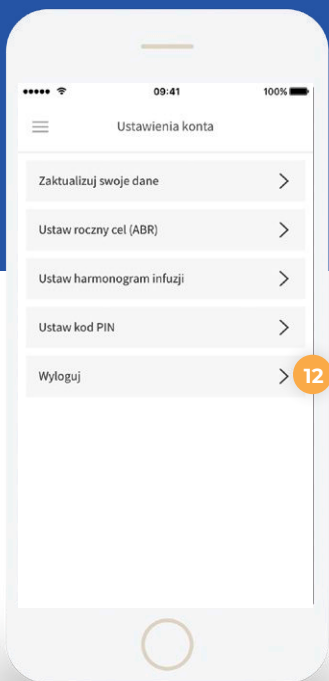 09:41
100%
Ustawienia konta
Zaktualizuj swoje dane
Ustaw roczny cel (ABR)
Ustaw harmonogram infuzji
Ustaw kod PIN
Wyloguj
12